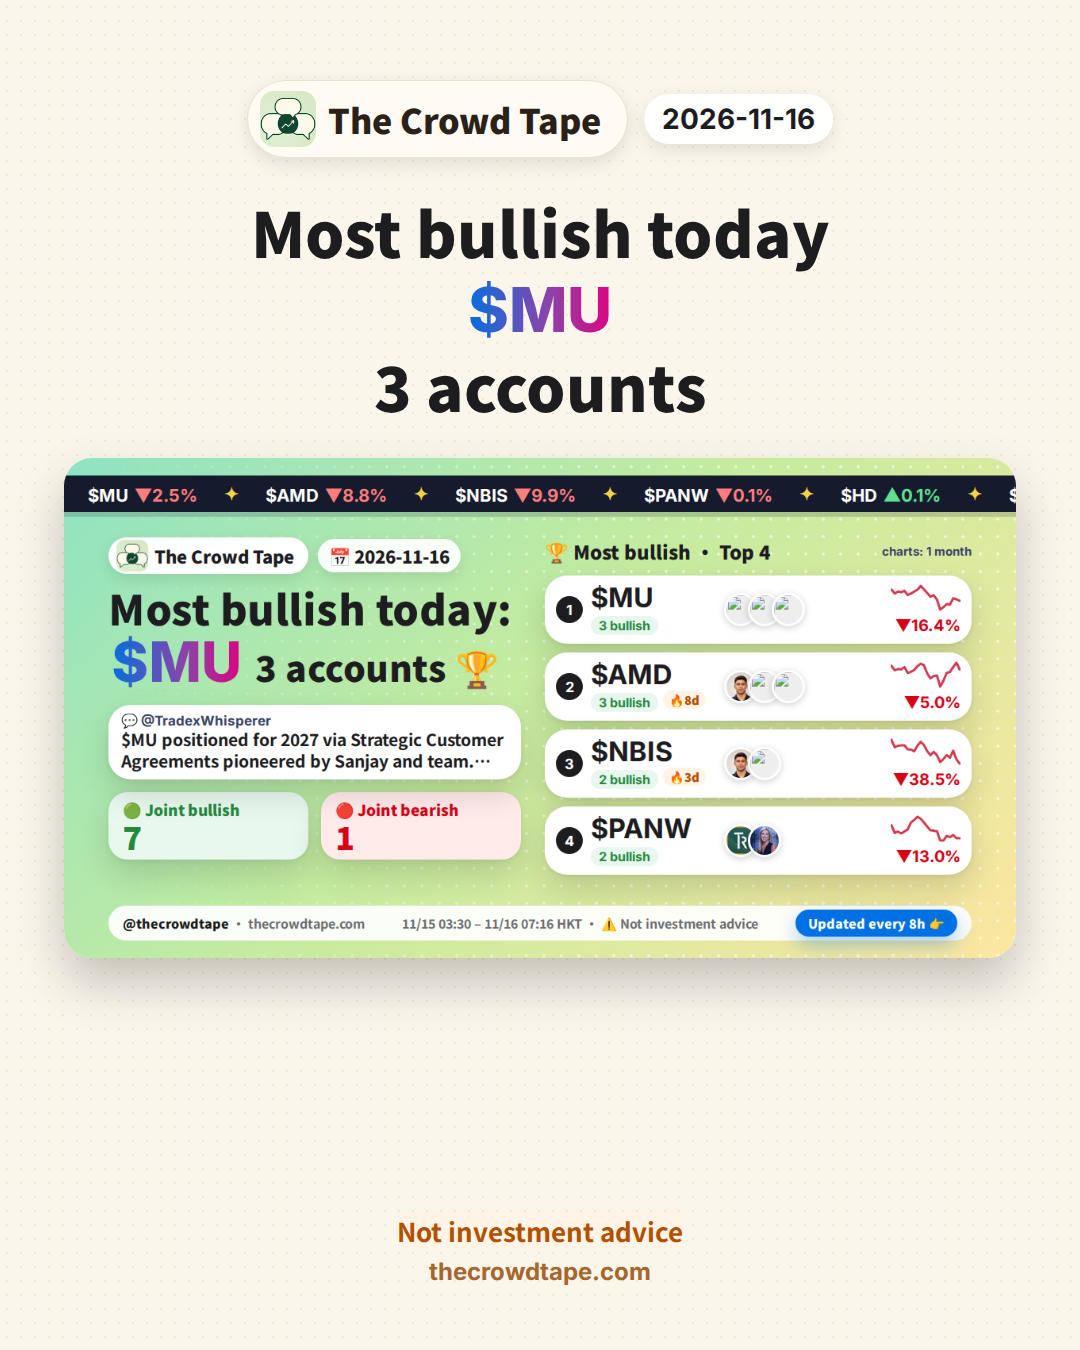 The Crowd Tape
2026-11-16
Most bullish today
$MU
3 accounts
$MU ▼2.5% ✦ $AMD ▼8.8% ✦ $NBIS ▼9.9% ✦ $PANW ▼0.1% ✦ $HD ▲0.1% ✦ $
The Crowd Tape 📅 2026-11-16
Most bullish today:
$MU 3 accounts 🏆
💬 @TradexWhisperer
$MU positioned for 2027 via Strategic Customer
Agreements pioneered by Sanjay and team.…
🟢 Joint bullish
7
🔴 Joint bearish
1
🏆 Most bullish • Top 4
charts: 1 month
1 $MU
3 bullish
▼16.4%
2 $AMD
3 bullish 🔥8d
▼5.0%
3 $NBIS
2 bullish 🔥3d
▼38.5%
4 $PANW
2 bullish
TR
▼13.0%
@thecrowdtape • thecrowdtape.com 11/15 03:30 – 11/16 07:16 HKT • ⚠️ Not investment advice Updated every 8h 👉
Not investment advice
thecrowdtape.com